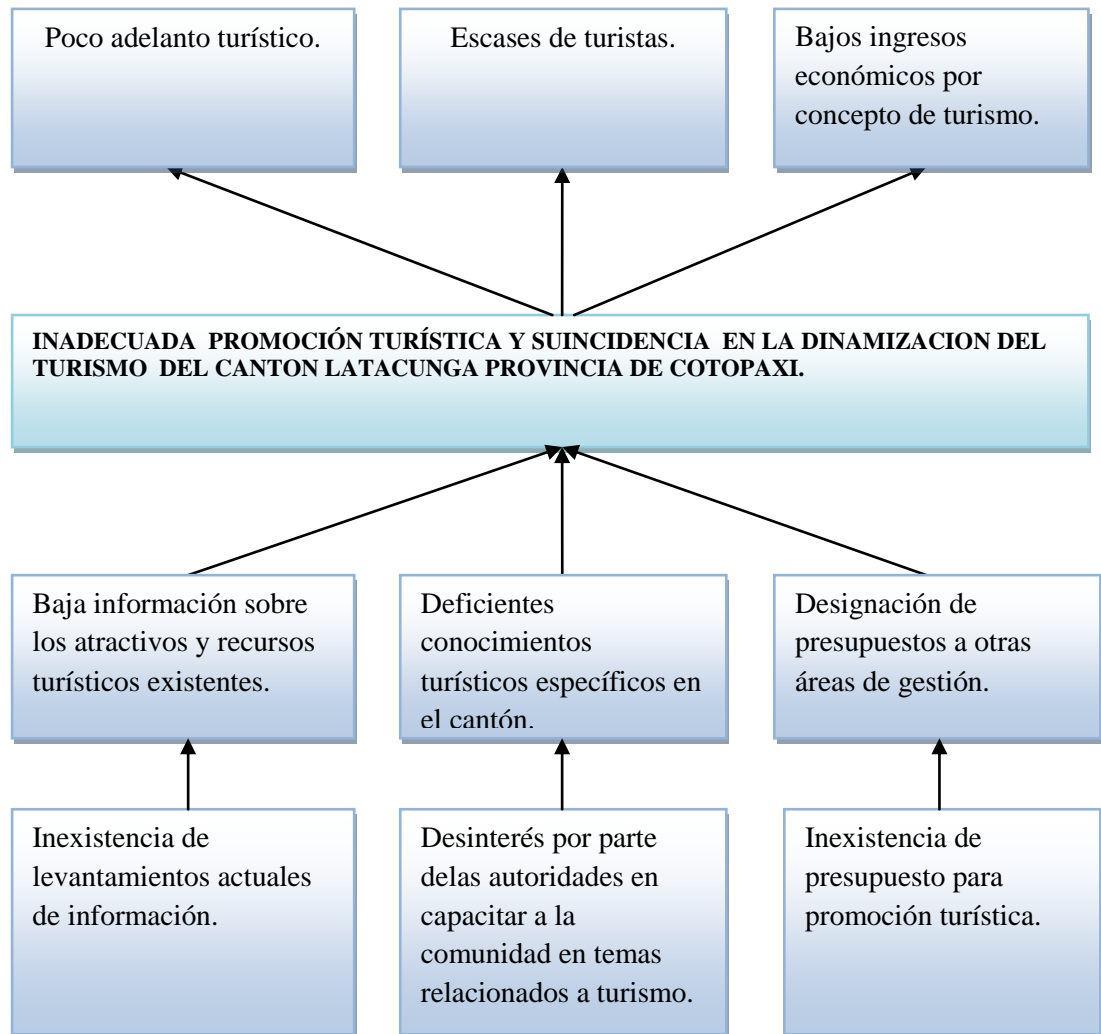 Poco adelanto turístico.
Escases de turistas.
Bajos ingresos
económicos por
concepto de turismo.
INADECUADA PROMOCIÓN TURÍSTICA Y SUINCIDENCIA EN LA DINAMIZACION DEL
TURISMO DEL CANTON LATACUNGA PROVINCIA DE COTOPAXI.
Baja información sobre
los atractivos y recursos
turísticos existentes.
Deficientes
conocimientos
turísticos específicos en
el cantón.
Designación de
presupuestos a otras
áreas de gestión.
Inexistencia de
levantamientos actuales
de información.
Desinterés por parte
delas autoridades en
capacitar a la
comunidad en temas
relacionados a turismo.
Inexistencia de
presupuesto para
promoción turística.